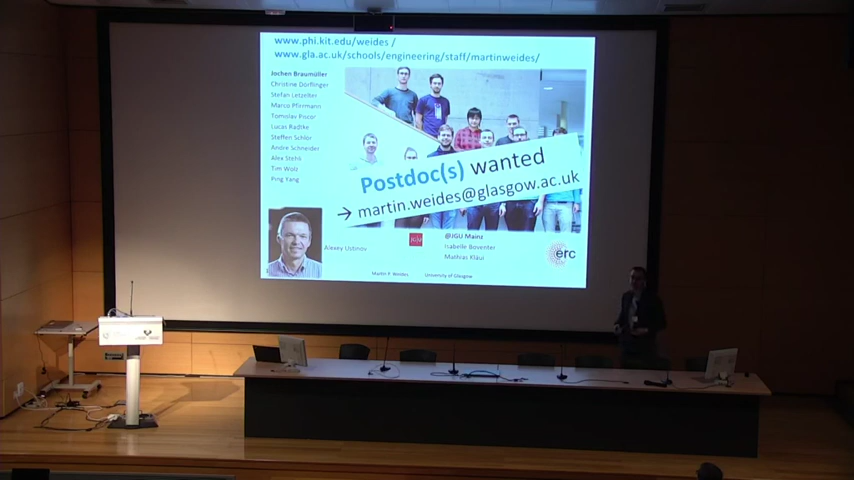 www.phi.kit.edu/weides /
www.gla.ac.uk/schools/engineering/staff/martinweides/
Jochen Braumüller
Christine Dörflinger
Stefan Letzelter
Marco Pfirrmann
Tomislav Piscor
Lucas Radtke
Steffen Schlör
Andre Schneider
Alex Stehli
Tim Wolz
Ping Yang
Postdoc(s) wanted
→ martin.weides@glasgow.ac.uk
Alexey Ustinov
JGU
@JGU Mainz
Isabelle Boventer
Mathias Kläui
erc
Martin P. Weides
University of Glasgow